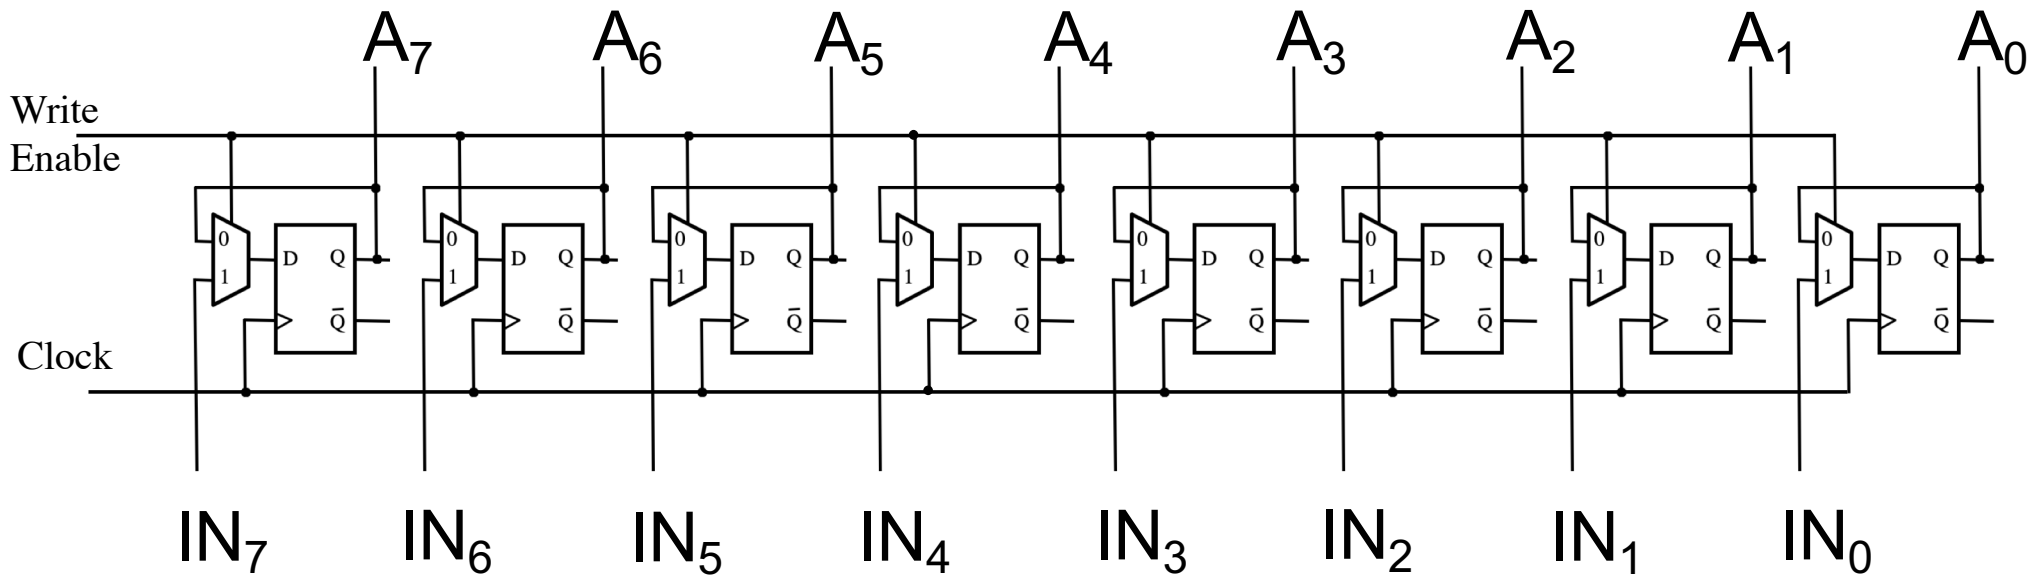 A7 A6 A5 A4 A3 A2 A1 A0
Write
Enable
0 0 0 0 0 0 0 0
D Q D Q D Q D Q D Q D Q D Q D Q
1 1 1 1 1 1 1 1
Q̅ Q̅ Q̅ Q̅ Q̅ Q̅ Q̅ Q̅
Clock
IN7 IN6 IN5 IN4 IN3 IN2 IN1 IN0